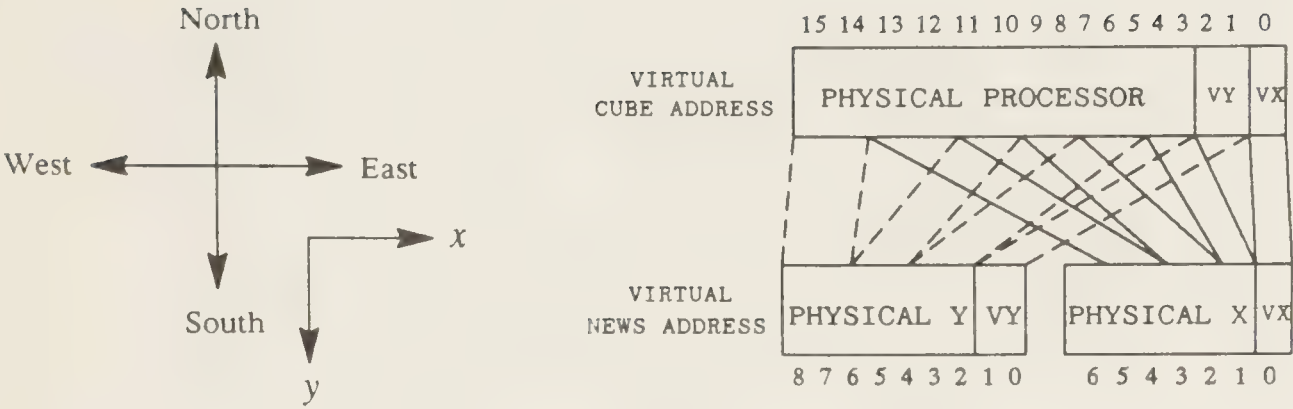 North
West
East
x
South
y
15 14 13 12 11 10 9 8 7 6 5 4 3 2 1 0
VIRTUAL
CUBE ADDRESS
PHYSICAL PROCESSOR
VY
VX
VIRTUAL
NEWS ADDRESS
PHYSICAL Y
VY
PHYSICAL X
VX
8 7 6 5 4 3 2 1 0
6 5 4 3 2 1 0